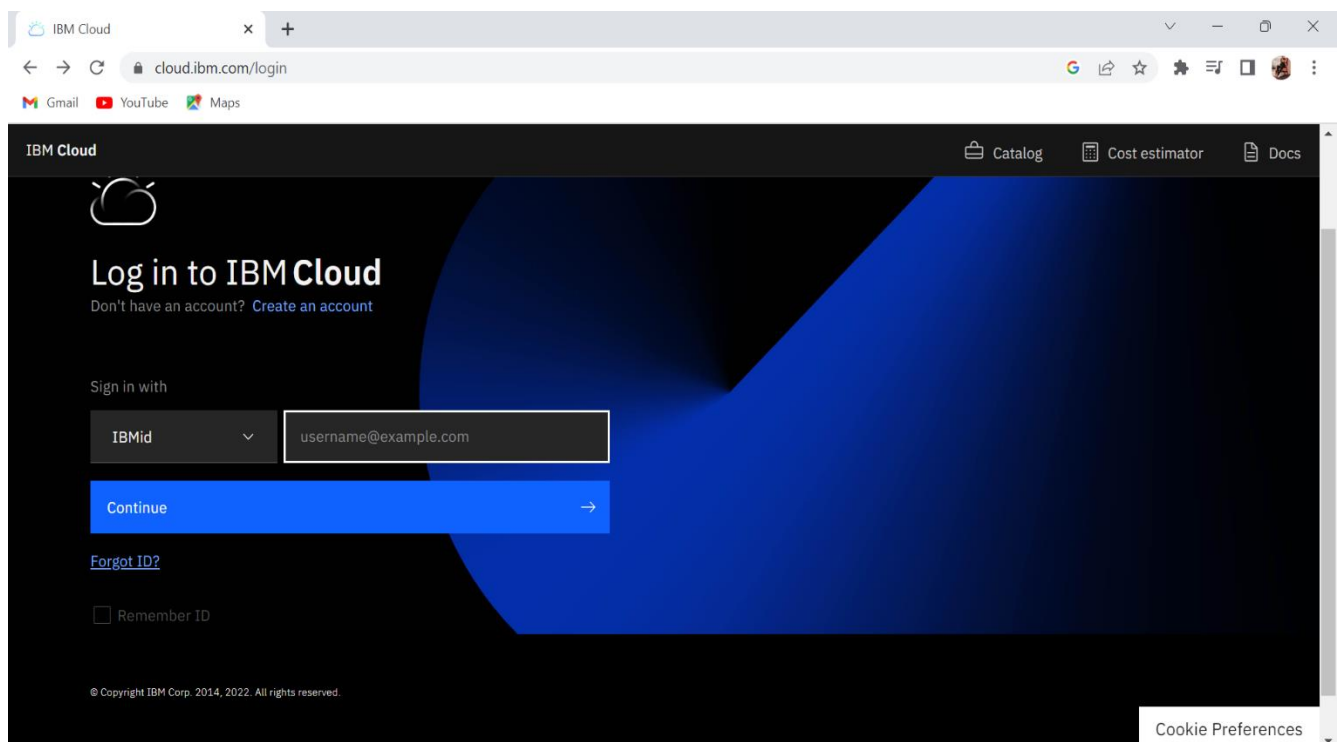 IBM Cloud
cloud.ibm.com/login
Gmail YouTube Maps
IBM Cloud Catalog Cost estimator Docs
Log in to IBM Cloud
Don't have an account? Create an account
Sign in with
IBMid username@example.com
Continue
Forgot ID?
Remember ID
© Copyright IBM Corp. 2014, 2022. All rights reserved.
Cookie Preferences